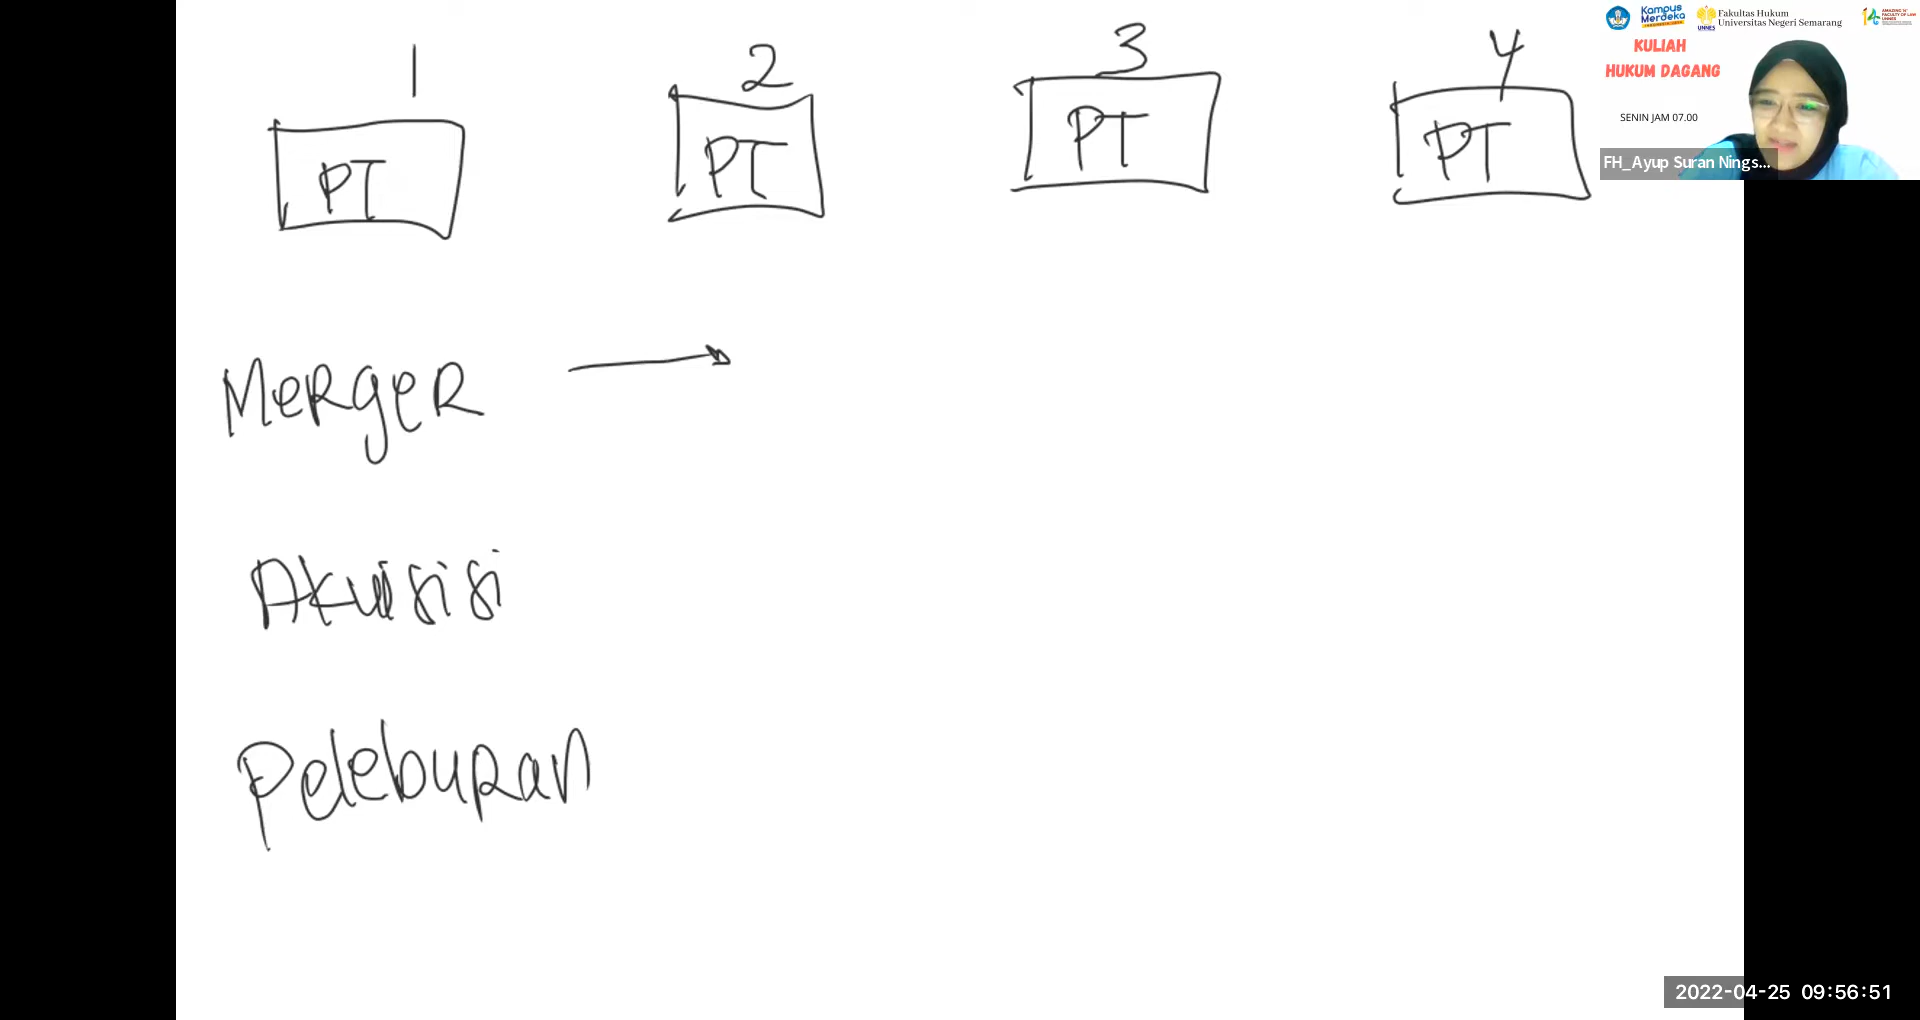 1 2 3 4
PT PT PT PT
Merger
Akuisisi
Peleburan
Kampus
Merdeka
UNNES
Fakultas Hukum
Universitas Negeri Semarang
KULIAH
HUKUM DAGANG
SENIN JAM 07.00
FH_Ayup Suran Nings...
2022-04-25 09:56:51